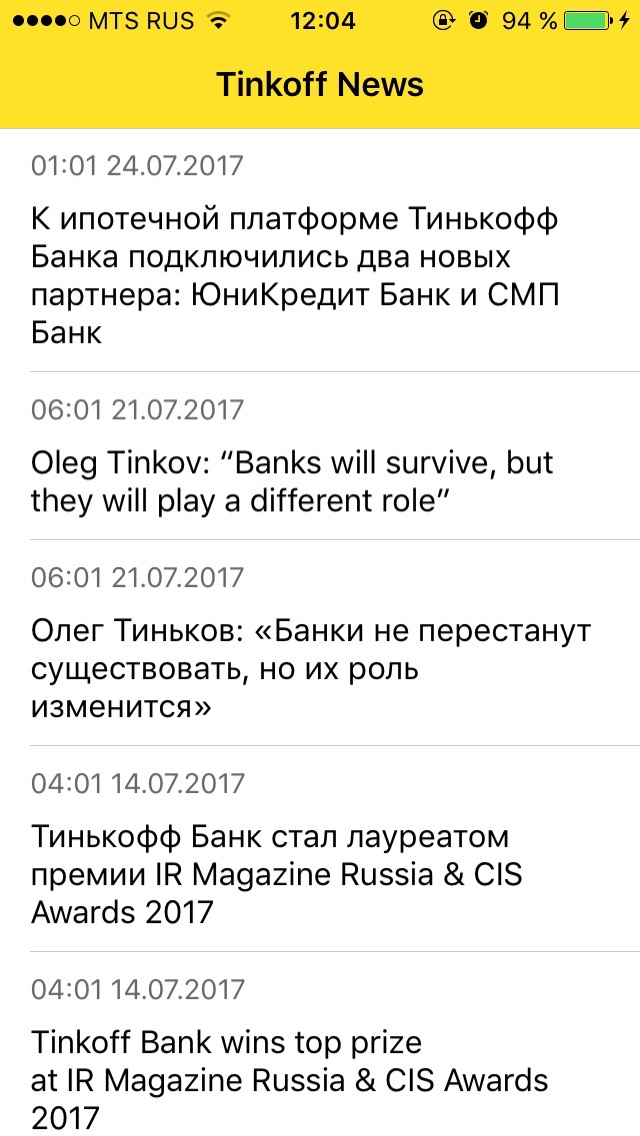 MTS RUS 12:04 94 %
Tinkoff News
01:01 24.07.2017
К ипотечной платформе Тинькофф
Банка подключились два новых
партнера: ЮниКредит Банк и СМП
Банк
06:01 21.07.2017
Oleg Tinkov: “Banks will survive, but
they will play a different role”
06:01 21.07.2017
Олег Тиньков: «Банки не перестанут
существовать, но их роль
изменится»
04:01 14.07.2017
Тинькофф Банк стал лауреатом
премии IR Magazine Russia & CIS
Awards 2017
04:01 14.07.2017
Tinkoff Bank wins top prize
at IR Magazine Russia & CIS Awards
2017